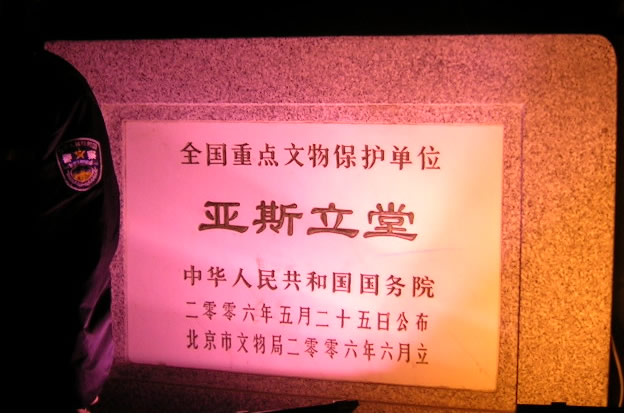 全国重点文物保护单位
亚斯立堂
中华人民共和国国务院
二零零六年五月二十五日公布
北京市文物局二零零六年六月立